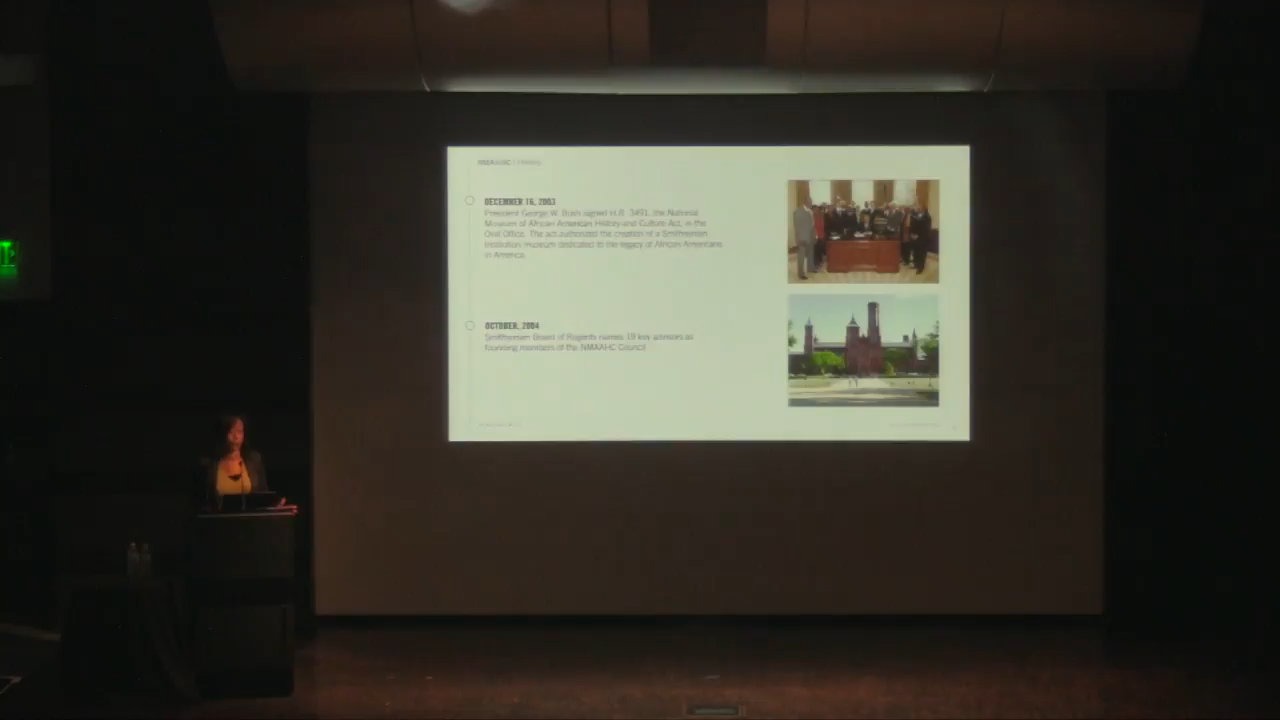 DECEMBER 16, 2003
President George W. Bush signed H.R. 3491, the National
Museum of African American History and Culture Act, in the
Oval Office. The act authorized the creation of a Smithsonian
Institution museum dedicated to the legacy of African Americans
in America.
OCTOBER, 2004
Smithsonian Board of Regents names 19 key advisors as
founding members of the NMAAHC Council